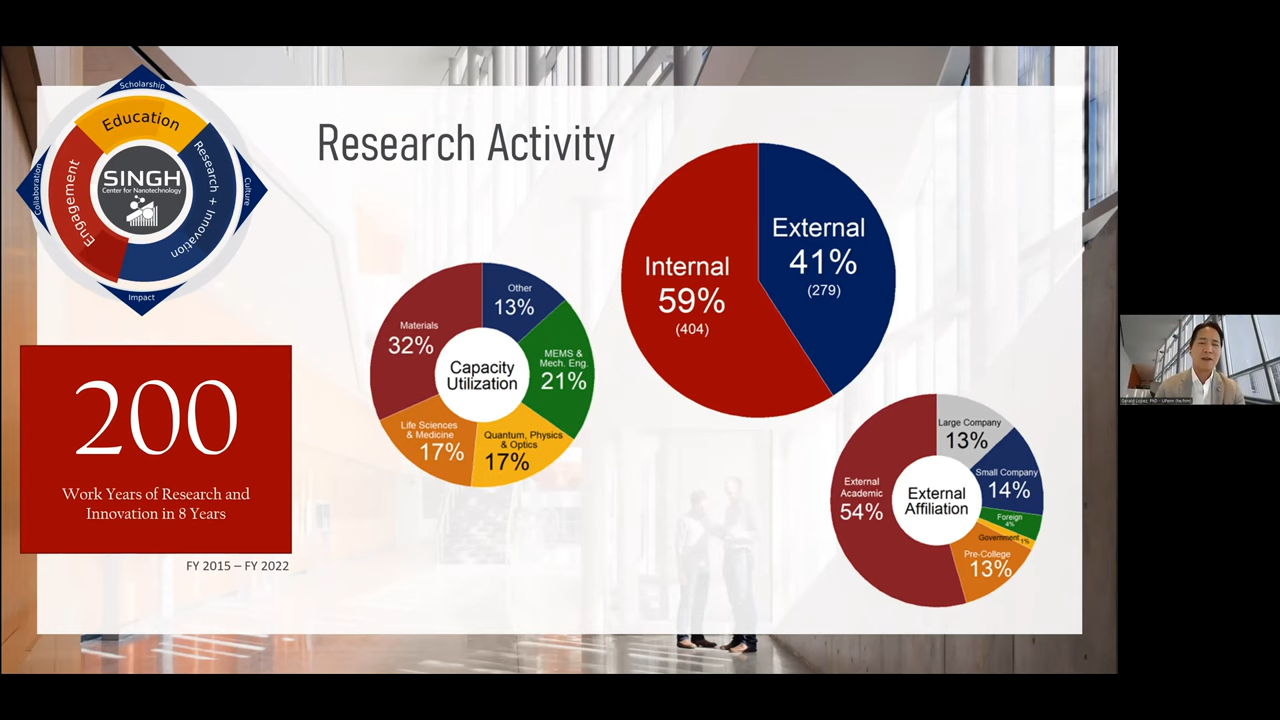 Scholarship
Education
Research + Innovation
Engagement
Collaboration
Culture
Impact
SINGH
Center for Nanotechnology
Research Activity
200
Work Years of Research and
Innovation in 8 Years
FY 2015 – FY 2022
Other
13%
MEMS &
Mech. Eng.
21%
Quantum, Physics
& Optics
17%
Life Sciences
& Medicine
17%
Materials
32%
Capacity
Utilization
Internal
59%
(404)
External
41%
(279)
Large Company
13%
Small Company
14%
Foreign
4%
Government 1%
Pre-College
13%
External
Academic
54%
External
Affiliation